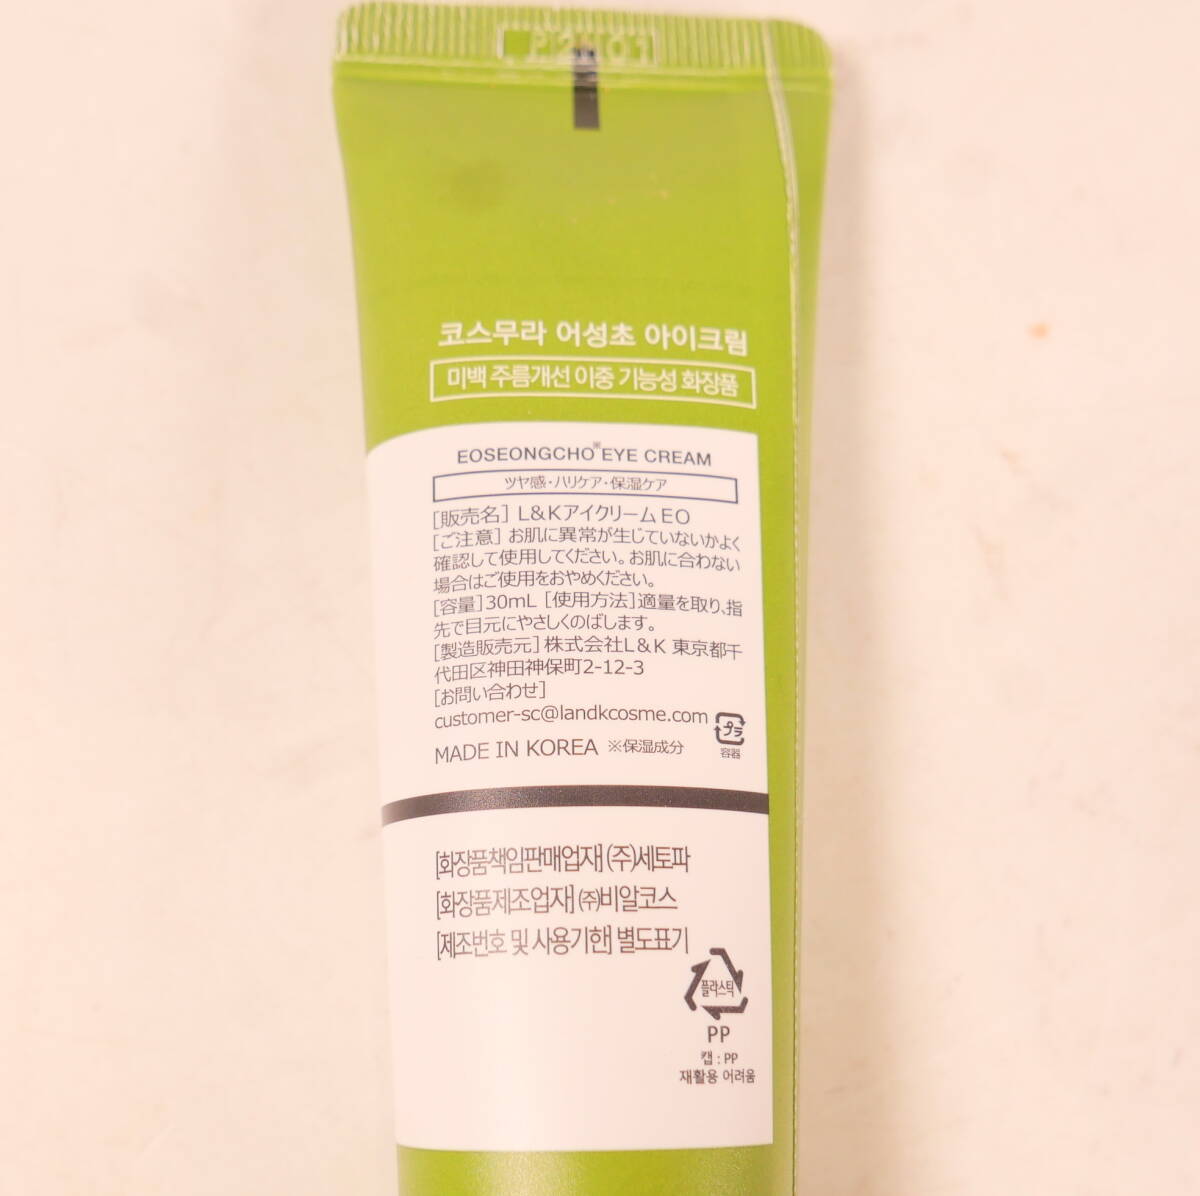 코스무라 어성초 아이크림
미백 주름개선 이중 기능성 화장품
EOSEONGCHO※EYE CREAM
ツヤ感・ハリケア・保湿ケア
[販売名] L&KアイクリームEO
[ご注意] お肌に異常が生じていないかよく
確認して使用してください。お肌に合わない
場合はご使用をおやめください。
[容量]30mL [使用方法]適量を取り、指
先で目元にやさしくのばします。
[製造販売元] 株式会社L&K 東京都千
代田区神田神保町2-12-3
[お問い合わせ]
customer-sc@landkcosme.com
プラ
容器
MADE IN KOREA ※保湿成分
[화장품책임판매업자](주)세토파
[화장품제조업자]㈜비알코스
[제조번호 및 사용기한] 별도표기
플라스틱
PP
캡 : PP
재활용 어려움